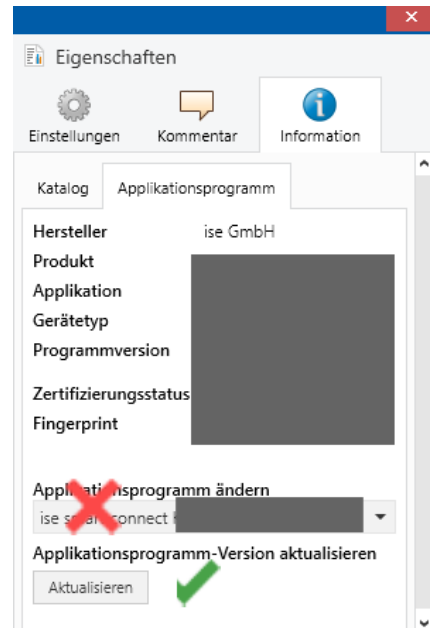 Eigenschaften
Einstellungen Kommentar Information
Katalog Applikationsprogramm
Hersteller ise GmbH
Produkt
Applikation
Gerätetyp
Programmversion
Zertifizierungsstatus
Fingerprint
Applikationsprogramm ändern
ise smart connect
Applikationsprogramm-Version aktualisieren
Aktualisieren